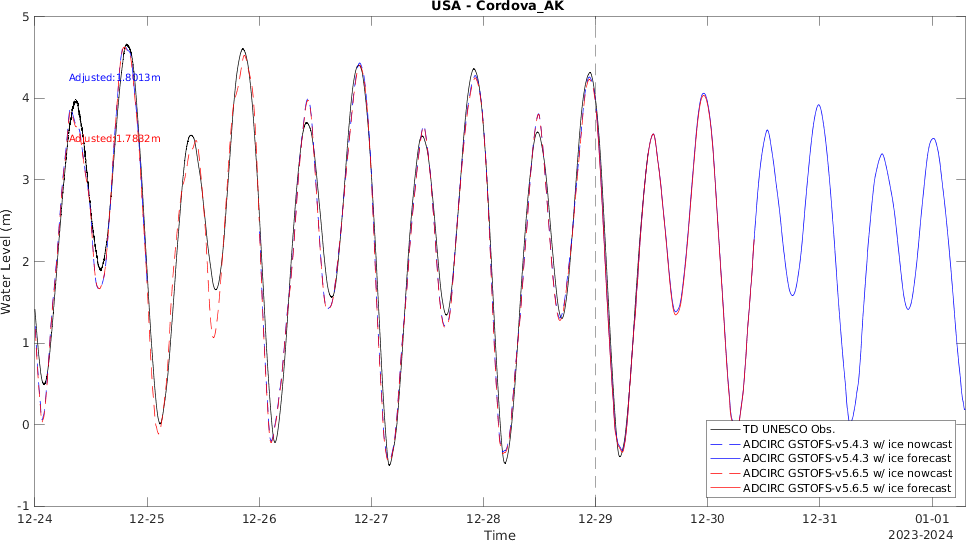 USA - Cordova_AK
5
Adjusted:1.8013m
4
Adjusted:1.7832m
3
Water Level (m)
2
1
0
-1
TD UNESCO Obs.
ADCIRC GSTOFS-v5.4.3 w/ ice nowcast
ADCIRC GSTOFS-v5.4.3 w/ ice forecast
ADCIRC GSTOFS-v5.6.5 w/ ice nowcast
ADCIRC GSTOFS-v5.6.5 w/ ice forecast
12-24 12-25 12-26 12-27 12-28 12-29 12-30 12-31 01-01
Time
2023-2024